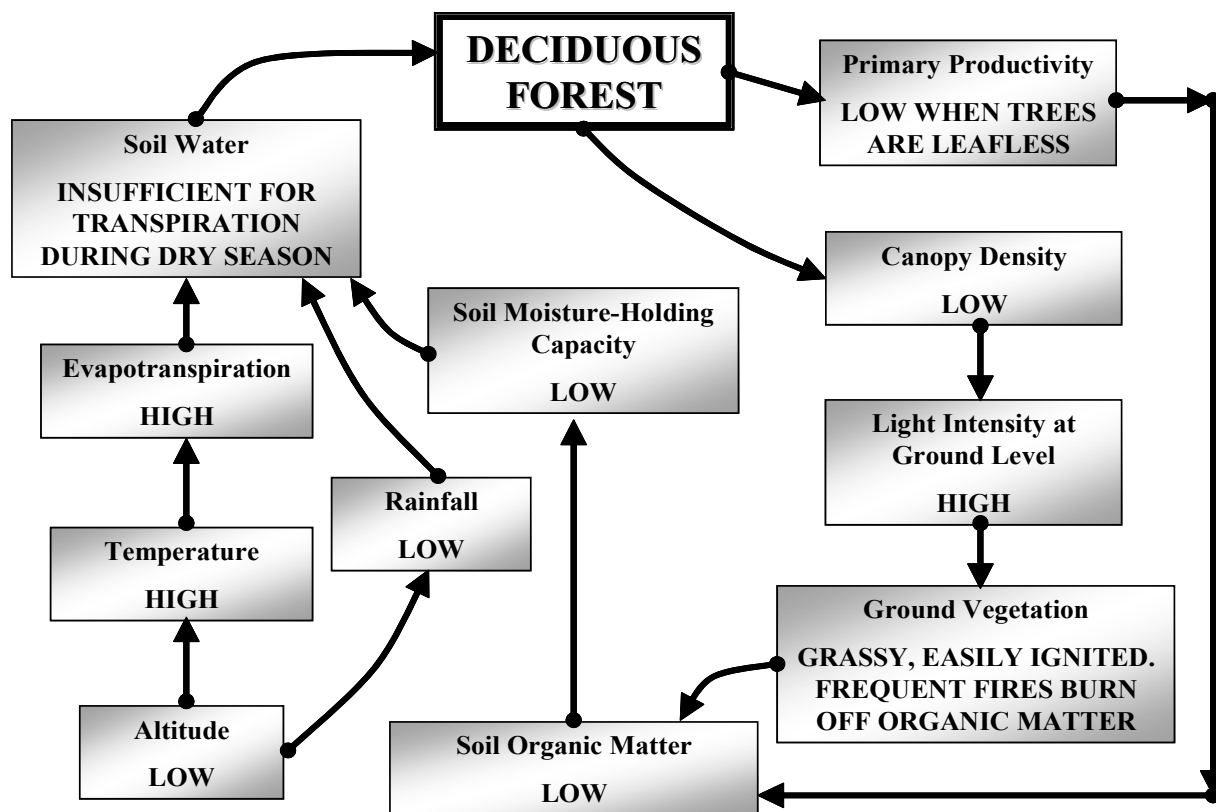 DECIDUOUS
FOREST
Primary Productivity
LOW WHEN TREES
ARE LEAFLESS
Soil Water
INSUFFICIENT FOR
TRANSPIRATION
DURING DRY SEASON
Canopy Density
LOW
Soil Moisture-Holding
Capacity
LOW
Evapotranspiration
HIGH
Light Intensity at
Ground Level
HIGH
Rainfall
LOW
Temperature
HIGH
Ground Vegetation
GRASSY, EASILY IGNITED.
FREQUENT FIRES BURN
OFF ORGANIC MATTER
Altitude
LOW
Soil Organic Matter
LOW